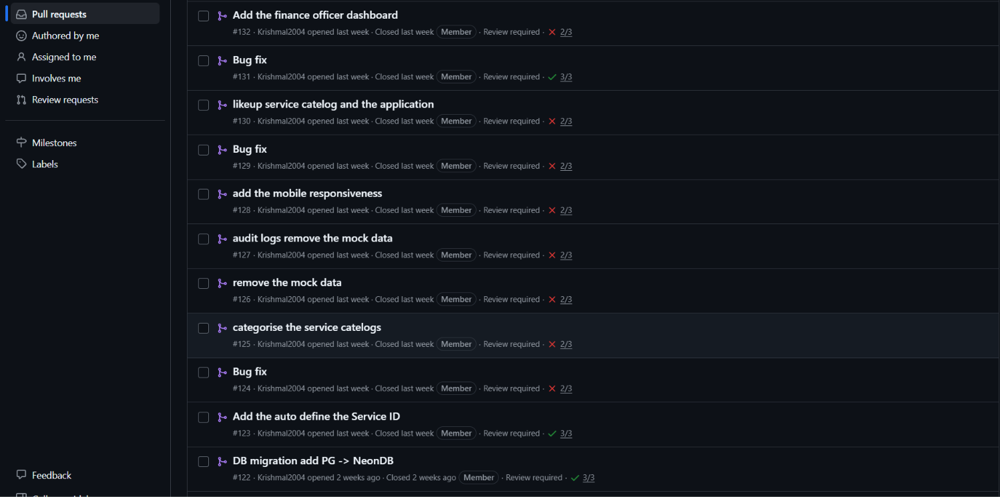 Pull requests
Authored by me
Assigned to me
Involves me
Review requests
Milestones
Labels
Feedback
Add the finance officer dashboard
#132 · Krishmal2004 opened last week · Closed last week Member · Review required · 2/3
Bug fix
#131 · Krishmal2004 opened last week · Closed last week Member · Review required · 3/3
likeup service catelog and the application
#130 · Krishmal2004 opened last week · Closed last week Member · Review required · 2/3
Bug fix
#129 · Krishmal2004 opened last week · Closed last week Member · Review required · 2/3
add the mobile responsiveness
#128 · Krishmal2004 opened last week · Closed last week Member · Review required · 2/3
audit logs remove the mock data
#127 · Krishmal2004 opened last week · Closed last week Member · Review required · 2/3
remove the mock data
#126 · Krishmal2004 opened last week · Closed last week Member · Review required · 2/3
categorise the service catelogs
#125 · Krishmal2004 opened last week · Closed last week Member · Review required · 2/3
Bug fix
#124 · Krishmal2004 opened last week · Closed last week Member · Review required · 2/3
Add the auto define the Service ID
#123 · Krishmal2004 opened last week · Closed last week Member · Review required · 3/3
DB migration add PG -> NeonDB
#122 · Krishmal2004 opened 2 weeks ago · Closed 2 weeks ago Member · Review required · 3/3